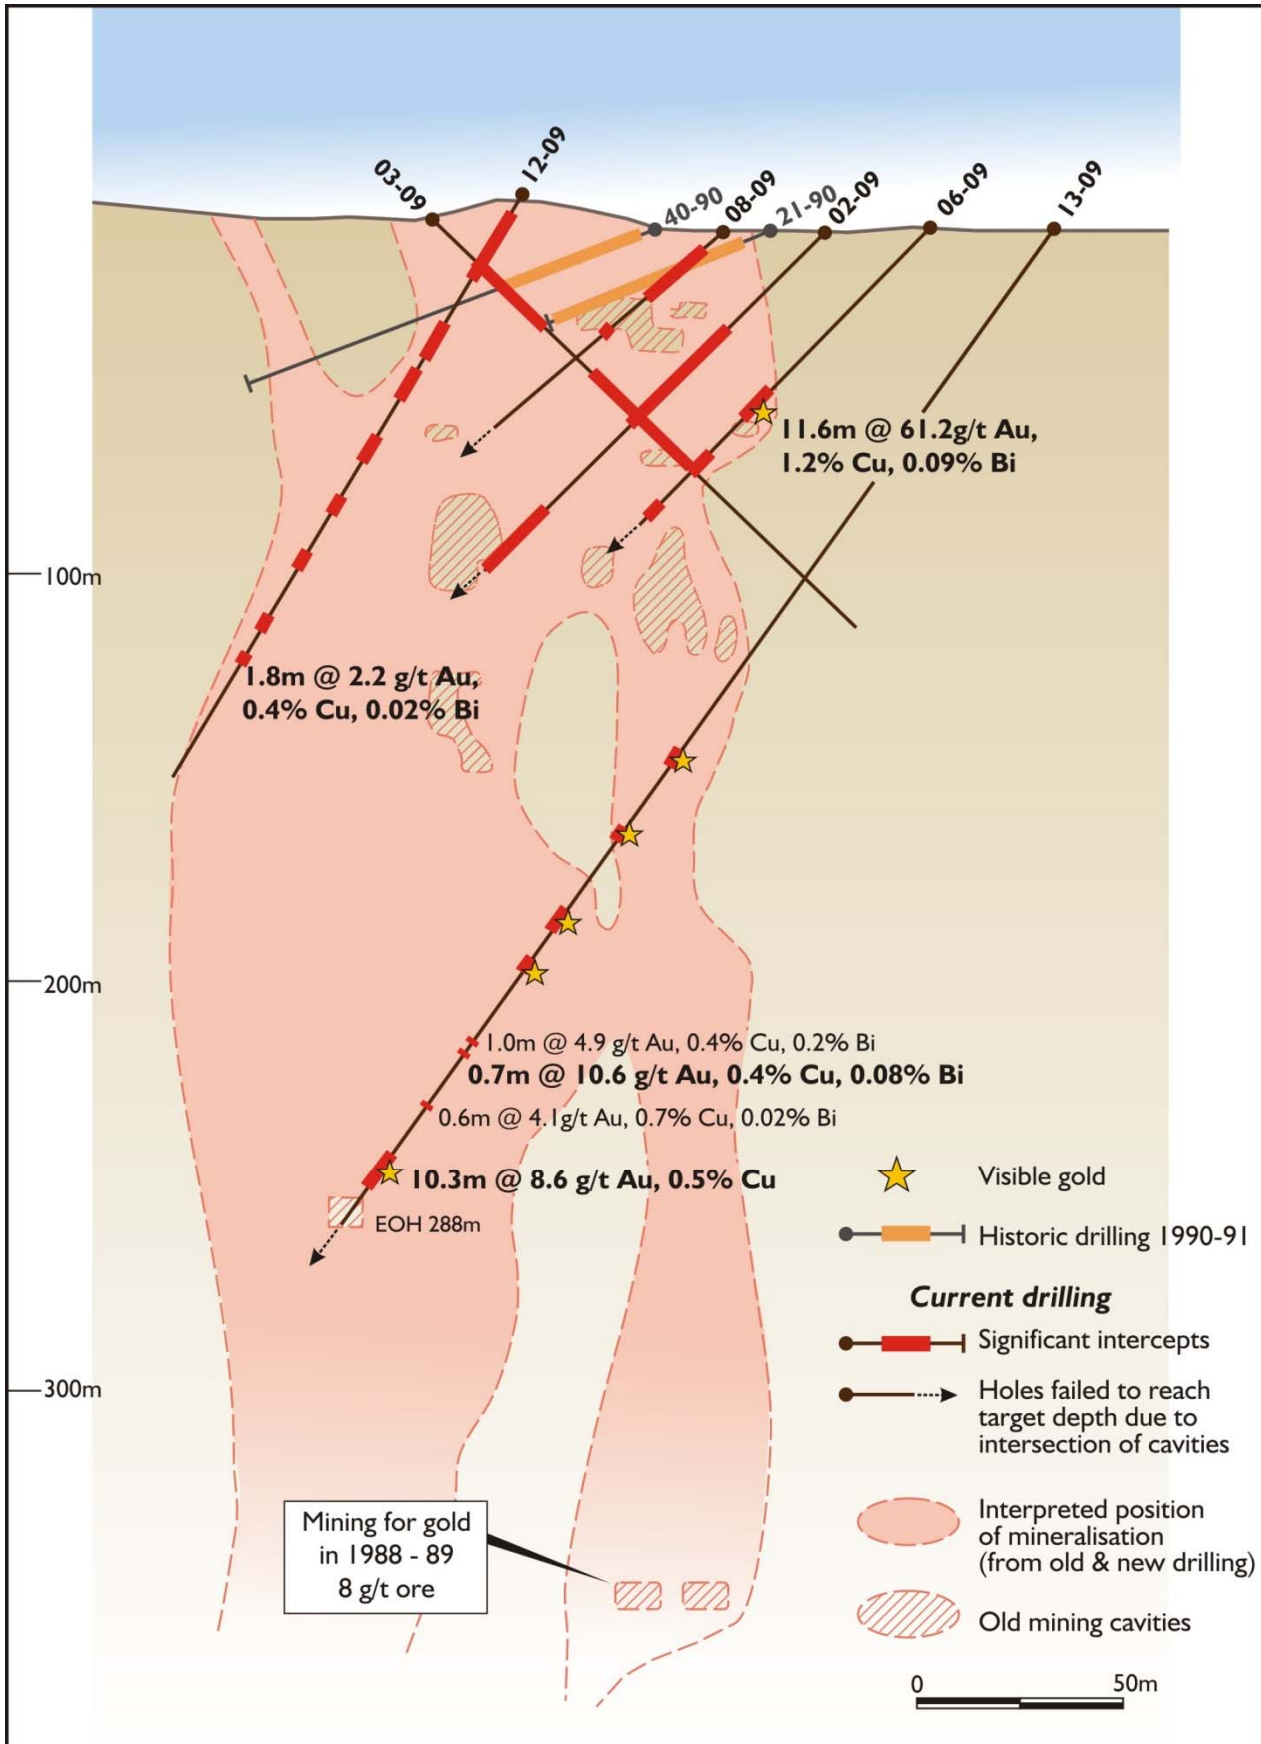 03-09
12-09
40-90
08-09
21-90
02-09
06-09
13-09
11.6m @ 61.2g/t Au,
1.2% Cu, 0.09% Bi
100m
1.8m @ 2.2 g/t Au,
0.4% Cu, 0.02% Bi
200m
1.0m @ 4.9 g/t Au, 0.4% Cu, 0.2% Bi
0.7m @ 10.6 g/t Au, 0.4% Cu, 0.08% Bi
0.6m @ 4.1g/t Au, 0.7% Cu, 0.02% Bi
10.3m @ 8.6 g/t Au, 0.5% Cu
EOH 288m
300m
Mining for gold
in 1988 - 89
8 g/t ore
Visible gold
Historic drilling 1990-91
Current drilling
Significant intercepts
Holes failed to reach
target depth due to
intersection of cavities
Interpreted position
of mineralisation
(from old & new drilling)
Old mining cavities
0 50m